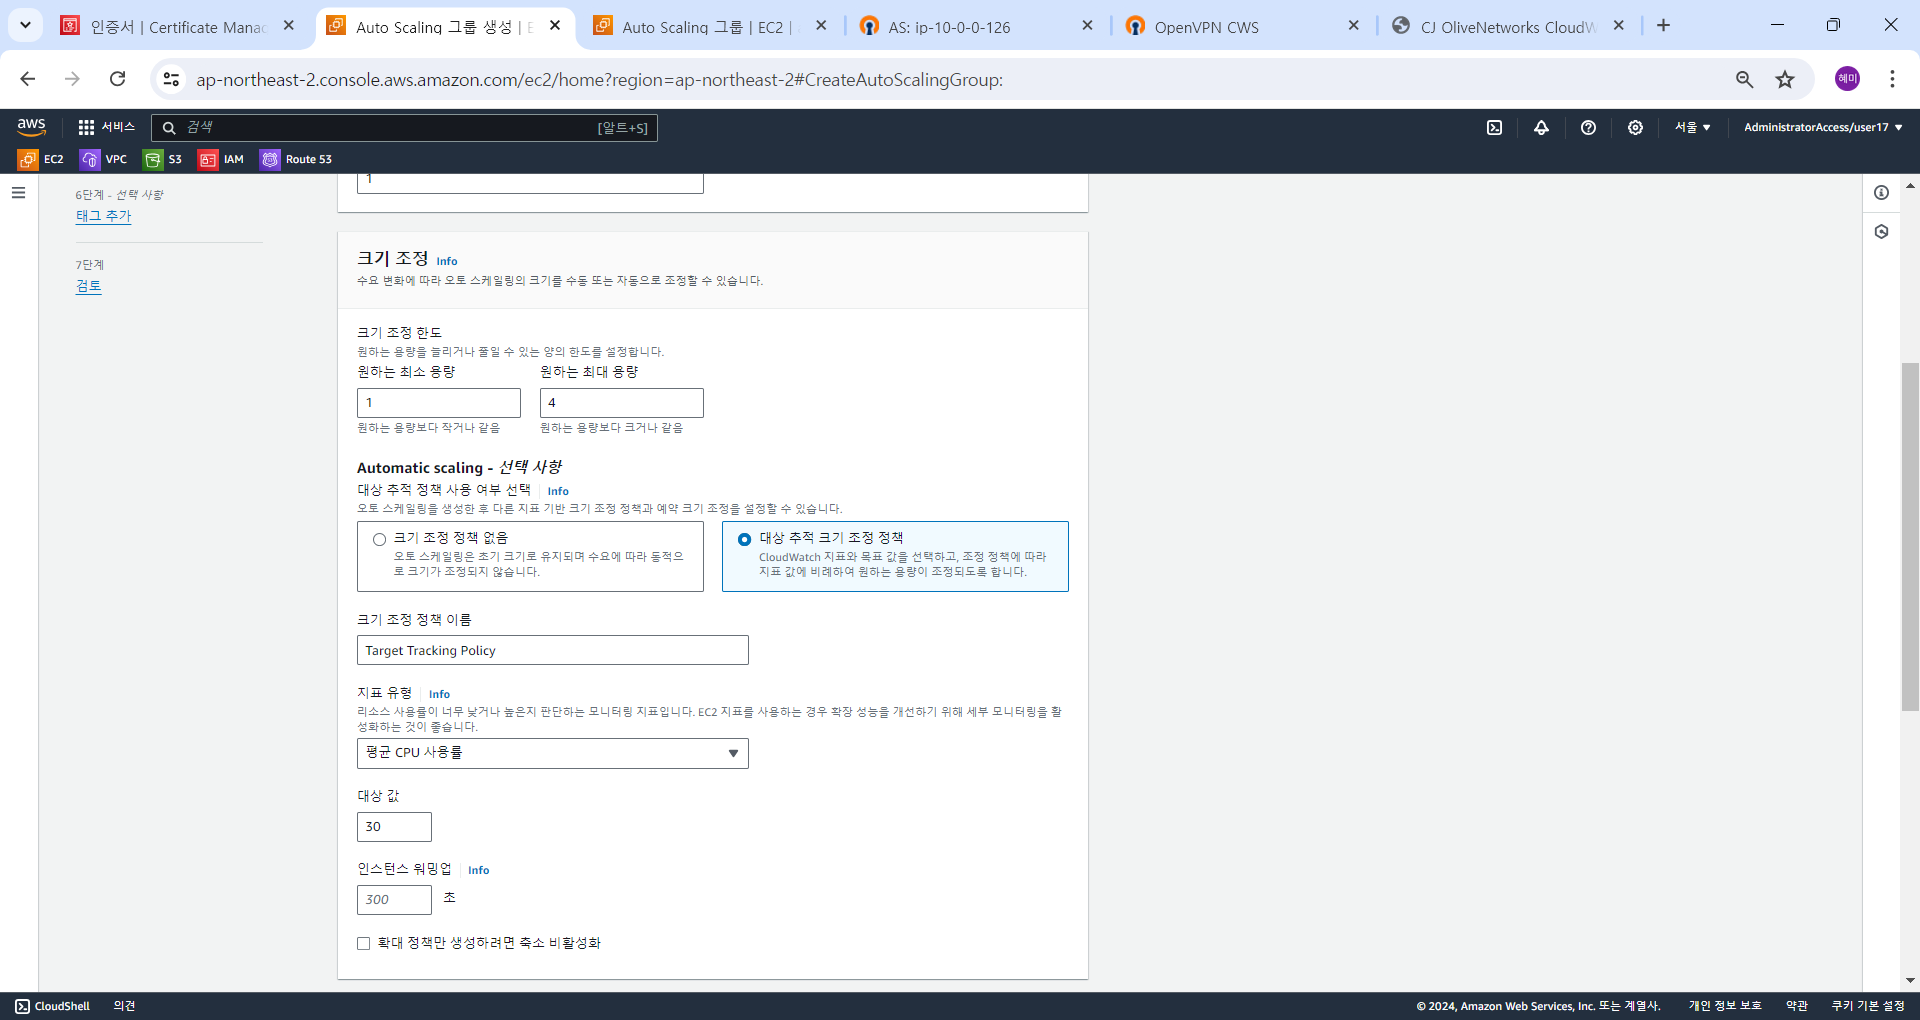 인증서 | Certificate Manac
Auto Scaling 그룹 생성 | E
Auto Scaling 그룹 | EC2 |
AS: ip-10-0-0-126
OpenVPN CWS
CJ OliveNetworks CloudW
ap-northeast-2.console.aws.amazon.com/ec2/home?region=ap-northeast-2#CreateAutoScalingGroup:
혜미
aws
서비스
검색
[알트+S]
서울
AdministratorAccess/user17
EC2
VPC
S3
IAM
Route 53
6단계 - 선택 사항
태그 추가
7단계
검토
1
크기 조정 Info
수요 변화에 따라 오토 스케일링의 크기를 수동 또는 자동으로 조정할 수 있습니다.
크기 조정 한도
원하는 용량을 늘리거나 줄일 수 있는 양의 한도를 설정합니다.
원하는 최소 용량
원하는 최대 용량
1
4
원하는 용량보다 작거나 같음
원하는 용량보다 크거나 같음
Automatic scaling - 선택 사항
대상 추적 정책 사용 여부 선택 Info
오토 스케일링을 생성한 후 다른 지표 기반 크기 조정 정책과 예약 크기 조정을 설정할 수 있습니다.
크기 조정 정책 없음
오토 스케일링은 초기 크기로 유지되며 수요에 따라 동적으
로 크기가 조정되지 않습니다.
대상 추적 크기 조정 정책
CloudWatch 지표와 목표 값을 선택하고, 조정 정책에 따라
지표 값에 비례하여 원하는 용량이 조정되도록 합니다.
크기 조정 정책 이름
Target Tracking Policy
지표 유형 Info
리소스 사용률이 너무 낮거나 높은지 판단하는 모니터링 지표입니다. EC2 지표를 사용하는 경우 확장 성능을 개선하기 위해 세부 모니터링을 활
성화하는 것이 좋습니다.
평균 CPU 사용률
대상 값
30
인스턴스 워밍업 Info
300
초
확대 정책만 생성하려면 축소 비활성화
CloudShell
의견
© 2024, Amazon Web Services, Inc. 또는 계열사.
개인 정보 보호
약관
쿠키 기본 설정